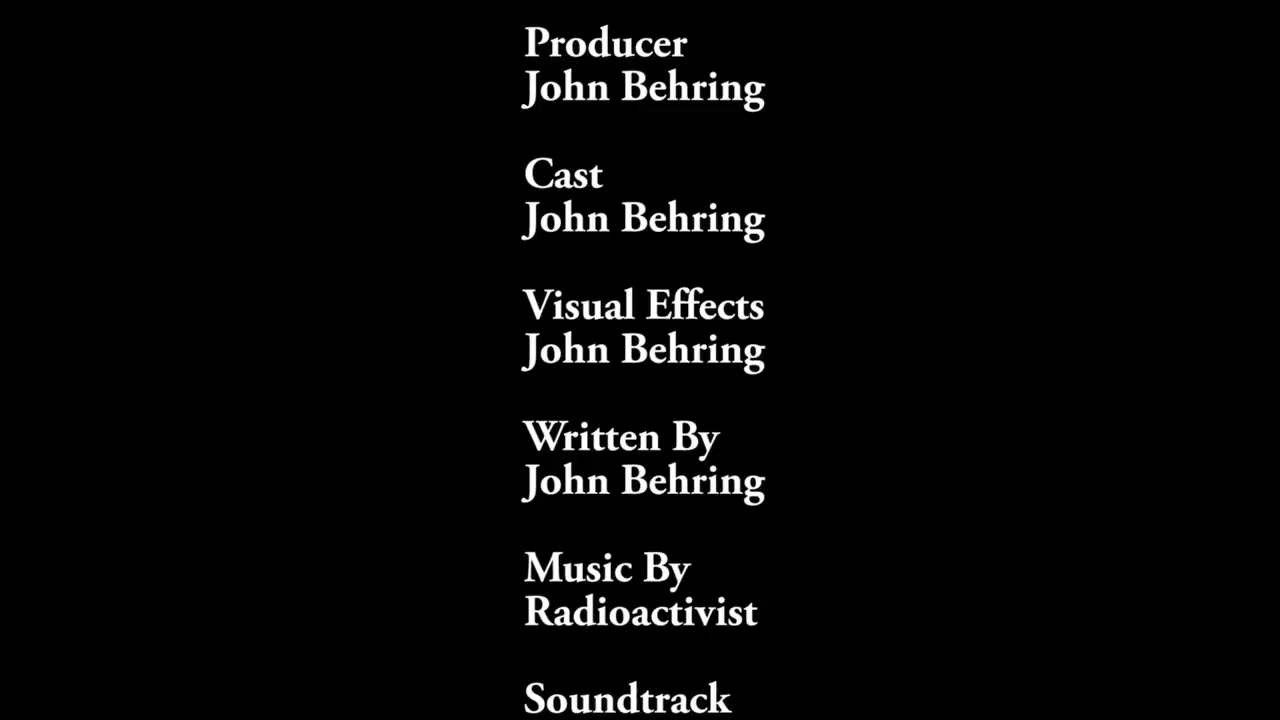 Producer
John Behring
Cast
John Behring
Visual Effects
John Behring
Written By
John Behring
Music By
Radioactivist
Soundtrack